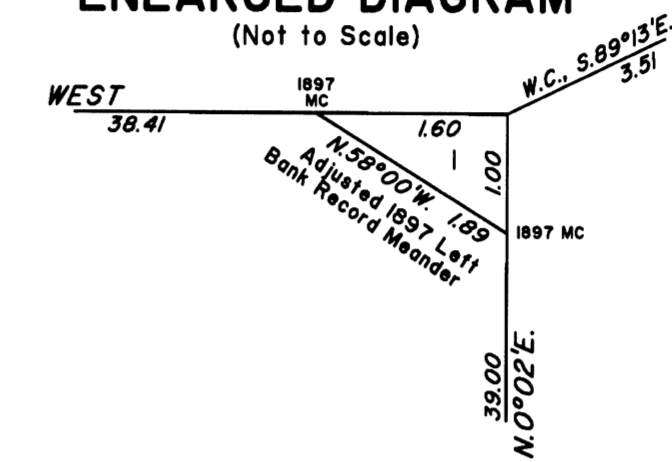 ENLARGED DIAGRAM
(Not to Scale)
W.C., S.89°13'E.
3.51
WEST
38.41
1897
MC
1.60
1
1.00
N.58°00'W. 1.89
Adjusted 1897 Left
Bank Record Meander
1897 MC
39.00
N.0°02'E.